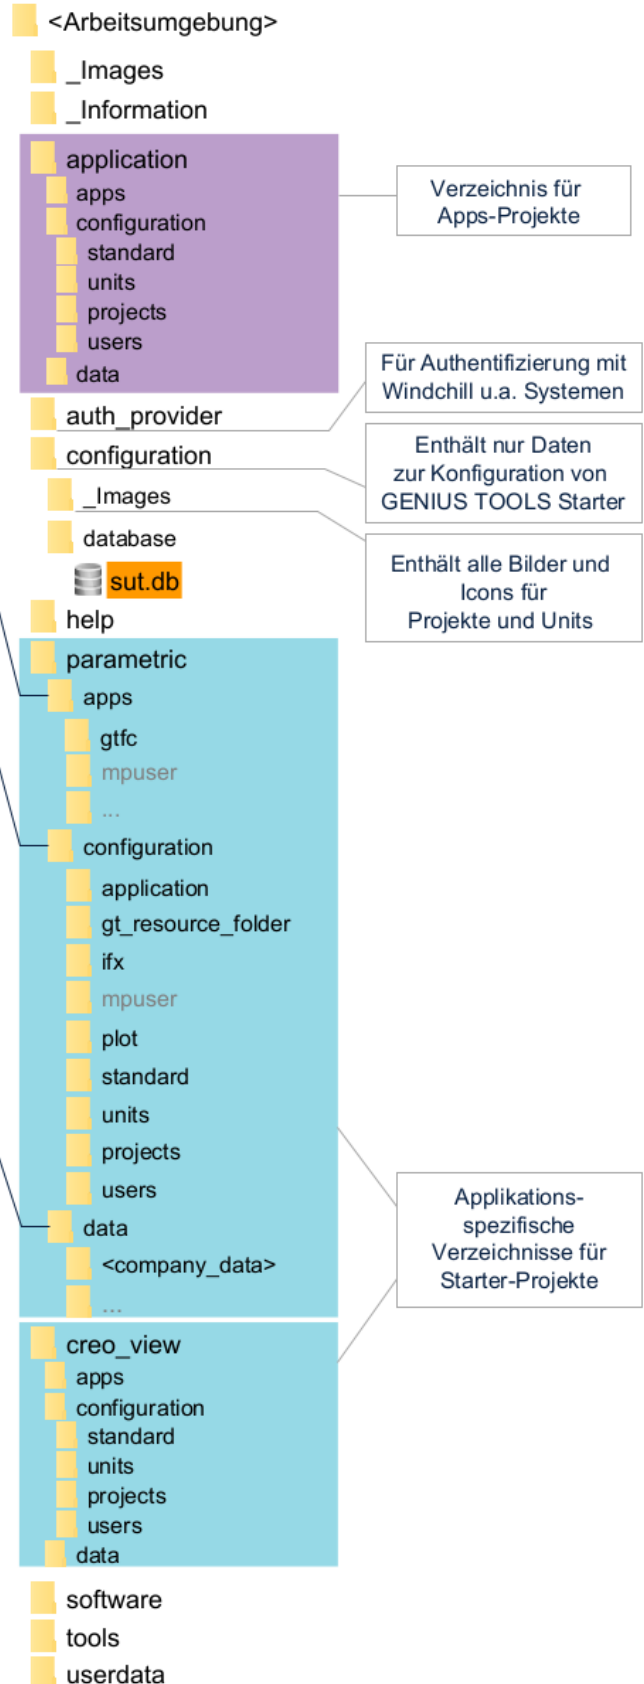 <Arbeitsumgebung>
_Images
_Information
application
apps
configuration
standard
units
projects
users
data
Verzeichnis für
Apps-Projekte
auth_provider
Für Authentifizierung mit
Windchill u.a. Systemen
configuration
Enthält nur Daten
zur Konfiguration von
GENIUS TOOLS Starter
_Images
Enthält alle Bilder und
Icons für
Projekte und Units
database
sut.db
help
parametric
apps
gtfc
mpuser
...
configuration
application
gt_resource_folder
ifx
mpuser
plot
standard
units
projects
users
data
<company_data>
...
Applikations-
spezifische
Verzeichnisse für
Starter-Projekte
creo_view
apps
configuration
standard
units
projects
users
data
software
tools
userdata